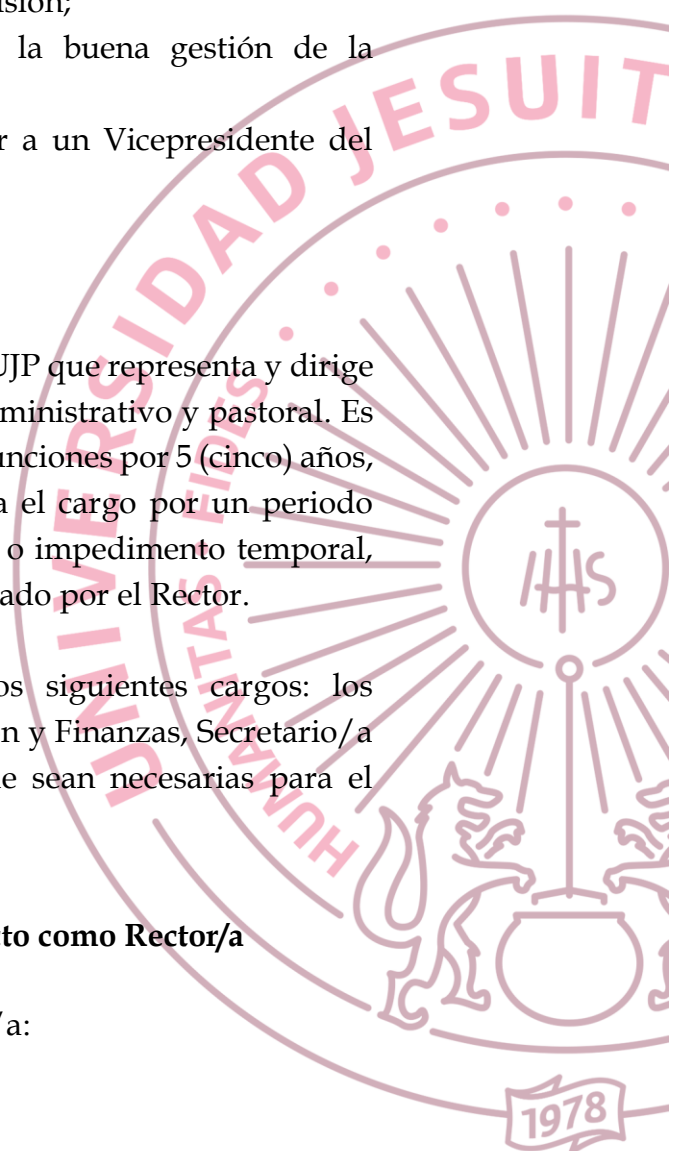 isión;
la buena gestión de la
r a un Vicepresidente del
UJP que representa y dirige
ministrativo y pastoral. Es
unciones por 5 (cinco) años,
a el cargo por un periodo
o impedimento temporal,
ado por el Rector.
os siguientes cargos: los
n y Finanzas, Secretario/a
e sean necesarias para el
cto como Rector/a
/a:
UNIVERSIDAD JESUIT
HUMANITAS • FIDES
IHS
1978